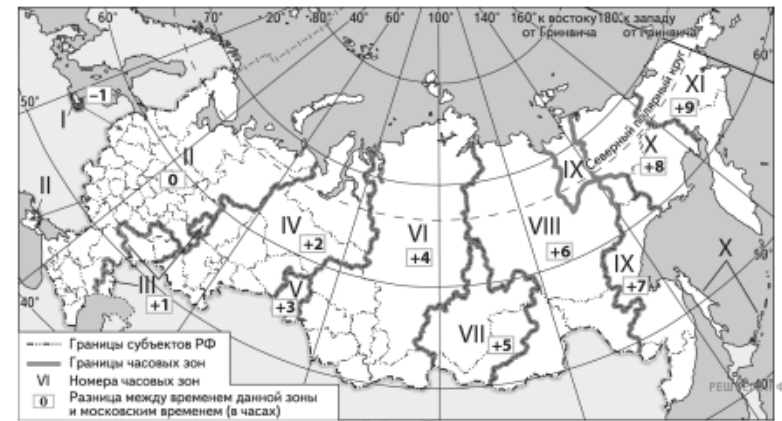 60° 70° 20° 80° 40° 60° 100° 140° 160° к востоку от Гринвича 180° к западу от Гринвича
60°
50°
I
-1
Северный полярный круг
XI
+9
II
0
X
+8
IX
II
IV
+2
VI
+4
VIII
+6
IX
+7
50°
X
III
+1
V
+3
40°
VII
+5
40°
Границы субъектов РФ
Границы часовых зон
VI Номера часовых зон
0 Разница между временем данной зоны
и московским временем (в часах)